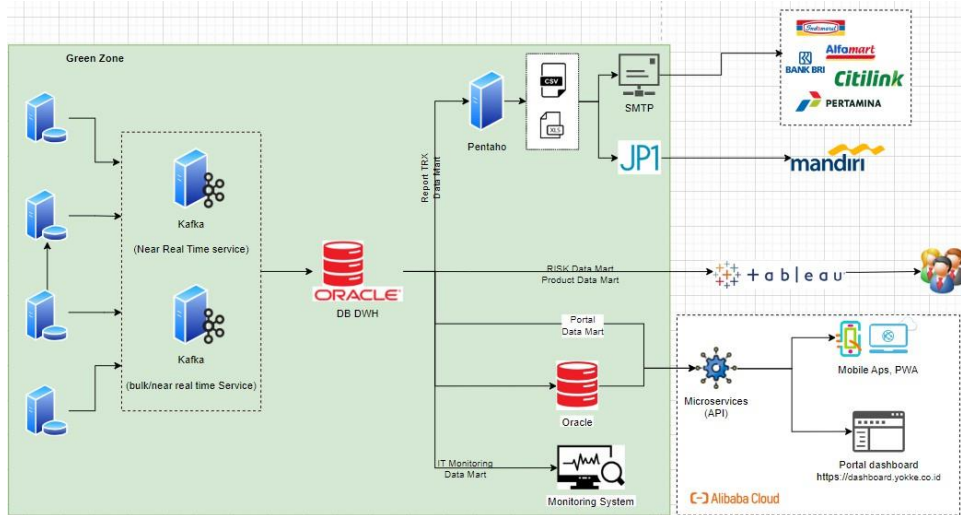 Green Zone
Indomaret
Alfamart
BANK BRI
Citilink
PERTAMINA
CSV
XLS
SMTP
Pentaho
JP1
mandiri
Report TRX
Data Mart
Kafka
(Near Real Time service)
ORACLE
DB DWH
RISK Data Mart
Product Data Mart
+ableau
Kafka
(bulk/near real time Service)
Portal
Data Mart
Oracle
Microservices
(API)
Mobile Aps, PWA
Portal dashboard
https://dashboard.yokke.co.id
IT Monitoring
Data Mart
Monitoring System
Alibaba Cloud